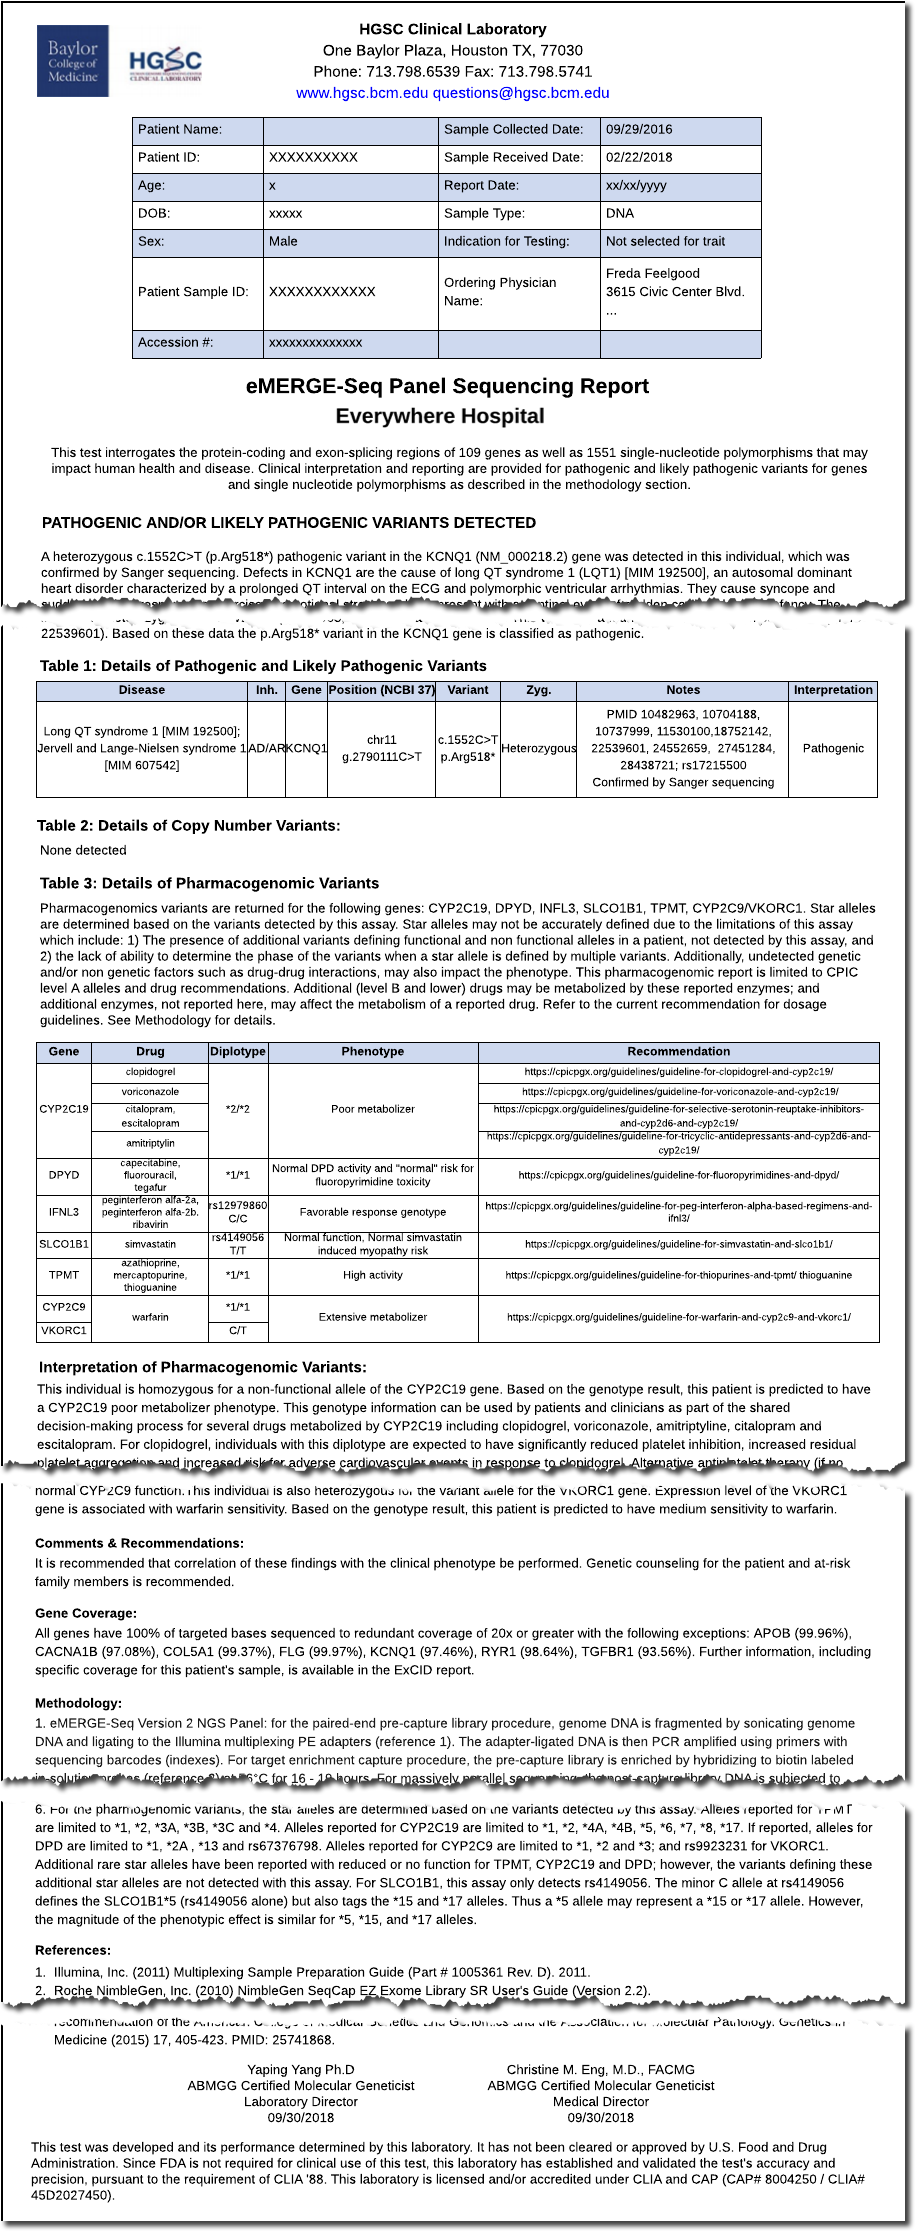 Baylor
College of
Medicine
HGSC
HUMAN GENOME SEQUENCING CENTER
CLINICAL LABORATORY
HGSC Clinical Laboratory
One Baylor Plaza, Houston TX, 77030
Phone: 713.798.6539 Fax: 713.798.5741
www.hgsc.bcm.edu questions@hgsc.bcm.edu
Patient Name: Sample Collected Date: 09/29/2016
Patient ID: XXXXXXXXXX Sample Received Date: 02/22/2018
Age: x Report Date: xx/xx/yyyy
DOB: xxxxx Sample Type: DNA
Sex: Male Indication for Testing: Not selected for trait
Patient Sample ID: XXXXXXXXXXXX Ordering Physician Name: Freda Feelgood
3615 Civic Center Blvd.
...
Accession #: xxxxxxxxxxxxxx
eMERGE-Seq Panel Sequencing Report
Everywhere Hospital
This test interrogates the protein-coding and exon-splicing regions of 109 genes as well as 1551 single-nucleotide polymorphisms that may
impact human health and disease. Clinical interpretation and reporting are provided for pathogenic and likely pathogenic variants for genes
and single nucleotide polymorphisms as described in the methodology section.
PATHOGENIC AND/OR LIKELY PATHOGENIC VARIANTS DETECTED
A heterozygous c.1552C>T (p.Arg518*) pathogenic variant in the KCNQ1 (NM_000218.2) gene was detected in this individual, which was
confirmed by Sanger sequencing. Defects in KCNQ1 are the cause of long QT syndrome 1 (LQT1) [MIM 192500], an autosomal dominant
heart disorder characterized by a prolonged QT interval on the ECG and polymorphic ventricular arrhythmias. They cause syncope and
22539601). Based on these data the p.Arg518* variant in the KCNQ1 gene is classified as pathogenic.
Table 1: Details of Pathogenic and Likely Pathogenic Variants
Disease Inh. Gene Position (NCBI 37) Variant Zyg. Notes Interpretation
Long QT syndrome 1 [MIM 192500];
Jervell and Lange-Nielsen syndrome 1
[MIM 607542]
AD/AR
KCNQ1
chr11
g.2790111C>T
c.1552C>T
p.Arg518*
Heterozygous
PMID 10482963, 10704188,
10737999, 11530100,18752142,
22539601, 24552659, 27451284,
28438721; rs17215500
Confirmed by Sanger sequencing
Pathogenic
Table 2: Details of Copy Number Variants:
None detected
Table 3: Details of Pharmacogenomic Variants
Pharmacogenomics variants are returned for the following genes: CYP2C19, DPYD, INFL3, SLCO1B1, TPMT, CYP2C9/VKORC1. Star alleles
are determined based on the variants detected by this assay. Star alleles may not be accurately defined due to the limitations of this assay
which include: 1) The presence of additional variants defining functional and non functional alleles in a patient, not detected by this assay, and
2) the lack of ability to determine the phase of the variants when a star allele is defined by multiple variants. Additionally, undetected genetic
and/or non genetic factors such as drug-drug interactions, may also impact the phenotype. This pharmacogenomic report is limited to CPIC
level A alleles and drug recommendations. Additional (level B and lower) drugs may be metabolized by these reported enzymes; and
additional enzymes, not reported here, may affect the metabolism of a reported drug. Refer to the current recommendation for dosage
guidelines. See Methodology for details.
Gene Drug Diplotype Phenotype Recommendation
CYP2C19
clopidogrel
*2/*2
Poor metabolizer
https://cpicpgx.org/guidelines/guideline-for-clopidogrel-and-cyp2c19/
voriconazole
https://cpicpgx.org/guidelines/guideline-for-voriconazole-and-cyp2c19/
citalopram,
escitalopram
https://cpicpgx.org/guidelines/guideline-for-selective-serotonin-reuptake-inhibitors-
and-cyp2d6-and-cyp2c19/
amitriptylin
https://cpicpgx.org/guidelines/guideline-for-tricyclic-antidepressants-and-cyp2d6-and-
cyp2c19/
DPYD
capecitabine,
fluorouracil,
tegafur
*1/*1
Normal DPD activity and "normal" risk for
fluoropyrimidine toxicity
https://cpicpgx.org/guidelines/guideline-for-fluoropyrimidines-and-dpyd/
IFNL3
peginterferon alfa-2a,
peginterferon alfa-2b,
ribavirin
rs12979860
C/C
Favorable response genotype
https://cpicpgx.org/guidelines/guideline-for-peg-interferon-alpha-based-regimens-and-
ifnl3/
SLCO1B1
simvastatin
rs4149056
T/T
Normal function, Normal simvastatin
induced myopathy risk
https://cpicpgx.org/guidelines/guideline-for-simvastatin-and-slco1b1/
TPMT
azathioprine,
mercaptopurine,
thioguanine
*1/*1
High activity
https://cpicpgx.org/guidelines/guideline-for-thiopurines-and-tpmt/ thioguanine
CYP2C9
warfarin
*1/*1
Extensive metabolizer
https://cpicpgx.org/guidelines/guideline-for-warfarin-and-cyp2c9-and-vkorc1/
VKORC1
C/T
Interpretation of Pharmacogenomic Variants:
This individual is homozygous for a non-functional allele of the CYP2C19 gene. Based on the genotype result, this patient is predicted to have
a CYP2C19 poor metabolizer phenotype. This genotype information can be used by patients and clinicians as part of the shared
decision-making process for several drugs metabolized by CYP2C19 including clopidogrel, voriconazole, amitriptyline, citalopram and
escitalopram. For clopidogrel, individuals with this diplotype are expected to have significantly reduced platelet inhibition, increased residual
platelet aggregation and increased risk for adverse cardiovascular events in response to clopidogrel. Alternative antiplatelet therapy (if no
normal CYP2C9 function. This individual is also heterozygous for the variant allele for the VKORC1 gene. Expression level of the VKORC1
gene is associated with warfarin sensitivity. Based on the genotype result, this patient is predicted to have medium sensitivity to warfarin.
Comments & Recommendations:
It is recommended that correlation of these findings with the clinical phenotype be performed. Genetic counseling for the patient and at-risk
family members is recommended.
Gene Coverage:
All genes have 100% of targeted bases sequenced to redundant coverage of 20x or greater with the following exceptions: APOB (99.96%),
CACNA1B (97.08%), COL5A1 (99.37%), FLG (99.97%), KCNQ1 (97.46%), RYR1 (98.64%), TGFBR1 (93.56%). Further information, including
specific coverage for this patient's sample, is available in the ExCID report.
Methodology:
1. eMERGE-Seq Version 2 NGS Panel: for the paired-end pre-capture library procedure, genome DNA is fragmented by sonicating genome
DNA and ligating to the Illumina multiplexing PE adapters (reference 1). The adapter-ligated DNA is then PCR amplified using primers with
sequencing barcodes (indexes). For target enrichment capture procedure, the pre-capture library is enriched by hybridizing to biotin labeled
hours. For massively parallel sequencing, the post-capture library DNA is subjected to
6. For the pharmogenomic variants, the star alleles are determined based on the variants detected by this assay. Alleles reported for TPMT
are limited to *1, *2, *3A, *3B, *3C and *4. Alleles reported for CYP2C19 are limited to *1, *2, *4A, *4B, *5, *6, *7, *8, *17. If reported, alleles for
DPD are limited to *1, *2A , *13 and rs67376798. Alleles reported for CYP2C9 are limited to *1, *2 and *3; and rs9923231 for VKORC1.
Additional rare star alleles have been reported with reduced or no function for TPMT, CYP2C19 and DPD; however, the variants defining these
additional star alleles are not detected with this assay. For SLCO1B1, this assay only detects rs4149056. The minor C allele at rs4149056
defines the SLCO1B1*5 (rs4149056 alone) but also tags the *15 and *17 alleles. Thus a *5 allele may represent a *15 or *17 allele. However,
the magnitude of the phenotypic effect is similar for *5, *15, and *17 alleles.
References:
1. Illumina, Inc. (2011) Multiplexing Sample Preparation Guide (Part # 1005361 Rev. D). 2011.
2. Roche NimbleGen, Inc. (2010) NimbleGen SeqCap EZ Exome Library SR User's Guide (Version 2.2).
recommendation of the American College of Medical Genetics and Genomics and the Association for Molecular Pathology. Genetics in
Medicine (2015) 17, 405-423. PMID: 25741868.
Yaping Yang Ph.D
ABMGG Certified Molecular Geneticist
Laboratory Director
09/30/2018
Christine M. Eng, M.D., FACMG
ABMGG Certified Molecular Geneticist
Medical Director
09/30/2018
This test was developed and its performance determined by this laboratory. It has not been cleared or approved by U.S. Food and Drug
Administration. Since FDA is not required for clinical use of this test, this laboratory has established and validated the test's accuracy and
precision, pursuant to the requirement of CLIA '88. This laboratory is licensed and/or accredited under CLIA and CAP (CAP# 8004250 / CLIA#
45D2027450).